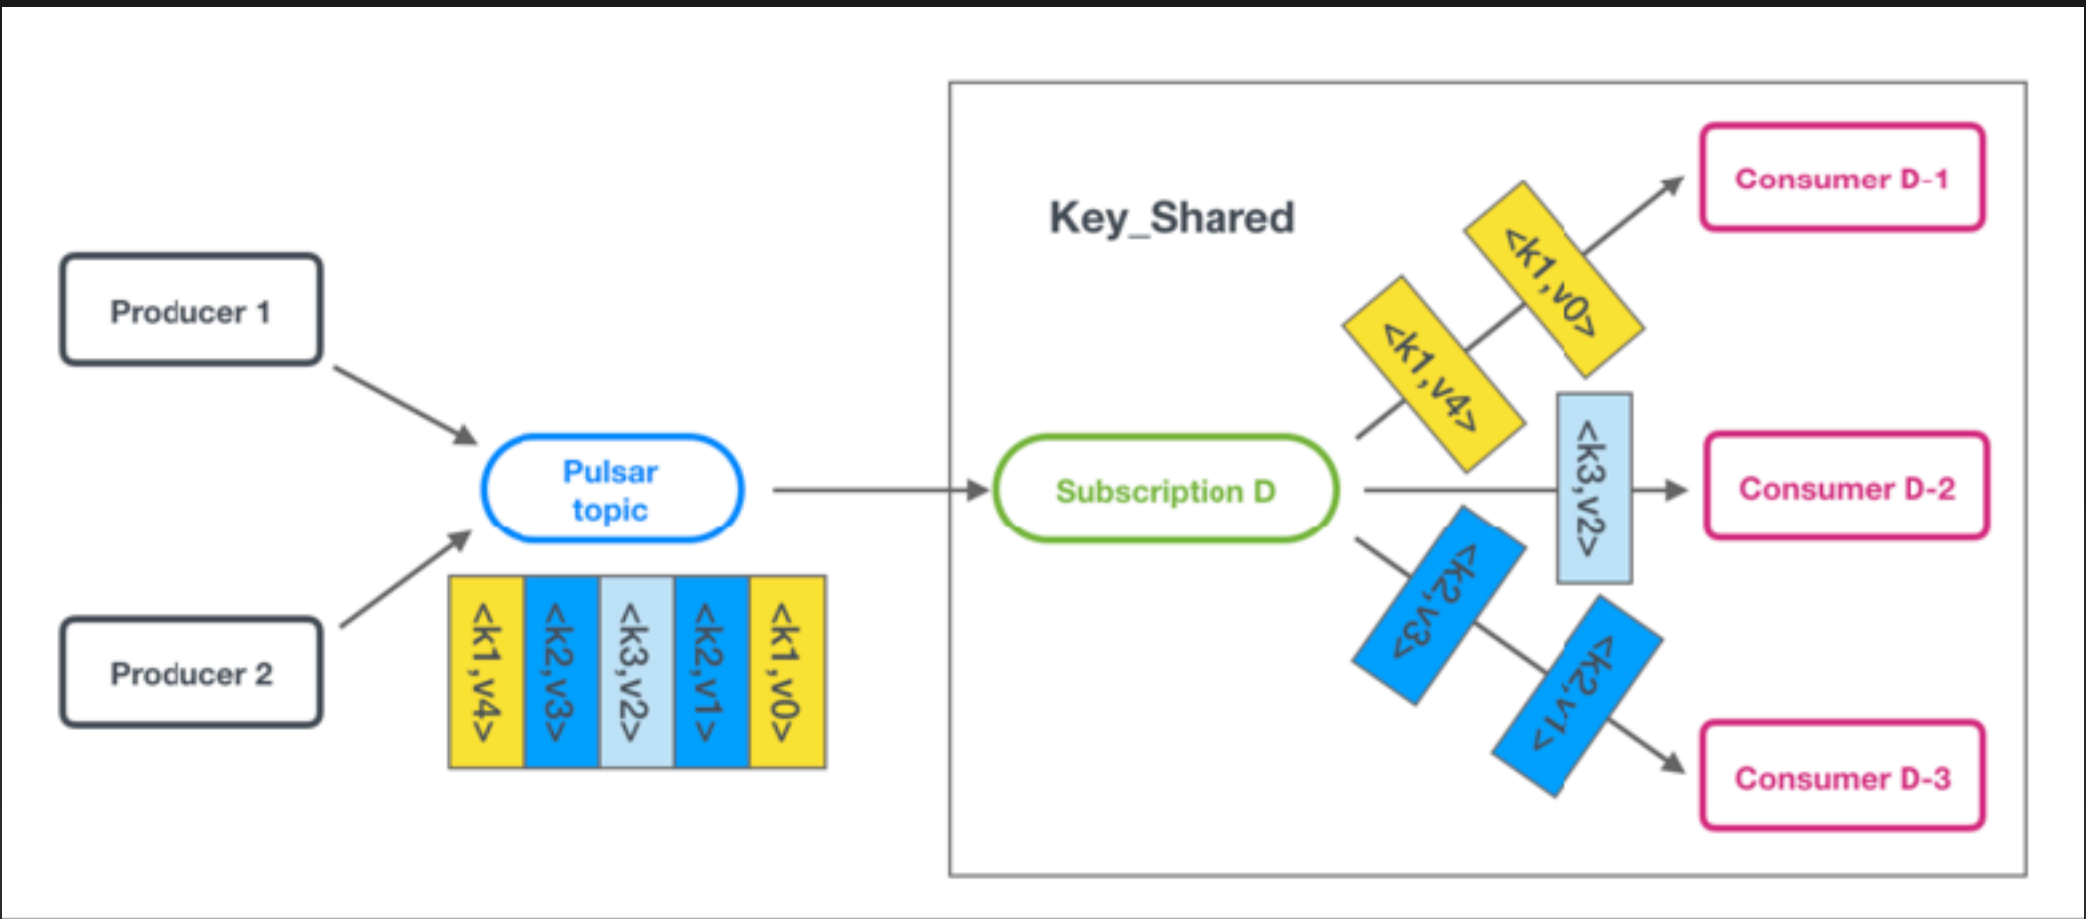 Producer 1
Producer 2
Pulsar
topic
<k1,v4>
<k2,v3>
<k3,v2>
<k2,v1>
<k1,v0>
Key_Shared
Subscription D
<k1,v4>
<k1,v0>
<k3,v2>
<k2,v3>
<k2,v1>
Consumer D-1
Consumer D-2
Consumer D-3